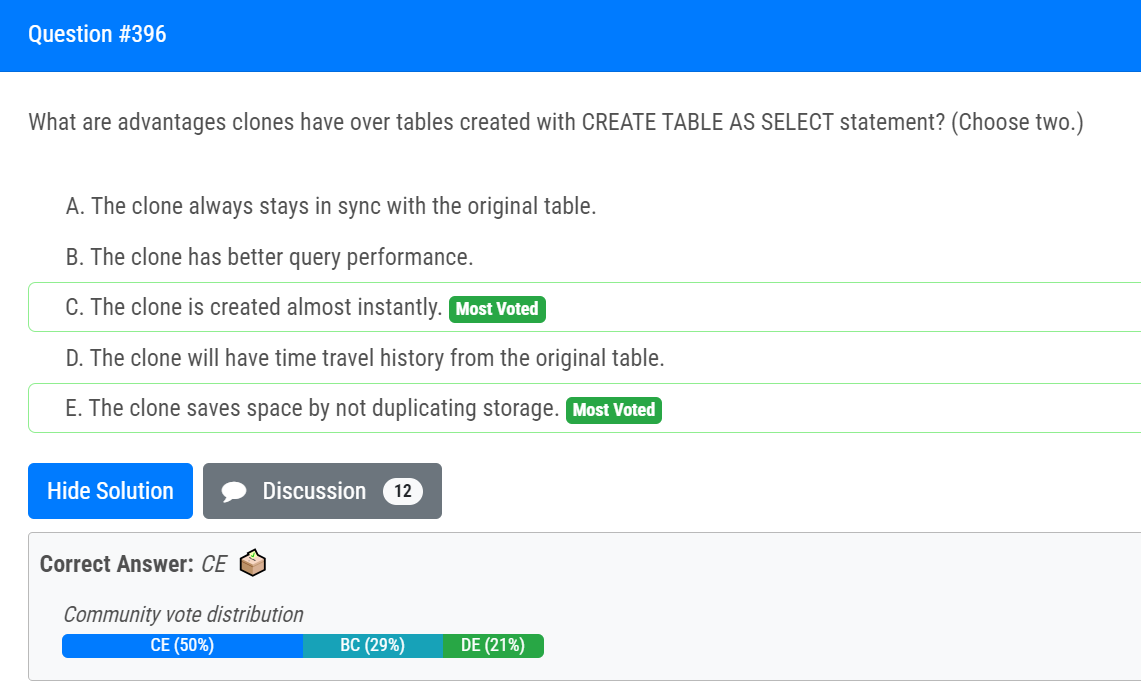 Question #396
What are advantages clones have over tables created with CREATE TABLE AS SELECT statement? (Choose two.)
A. The clone always stays in sync with the original table.
B. The clone has better query performance.
C. The clone is created almost instantly. Most Voted
D. The clone will have time travel history from the original table.
E. The clone saves space by not duplicating storage. Most Voted
Hide Solution Discussion 12
Correct Answer: CE
Community vote distribution
CE (50%) BC (29%) DE (21%)